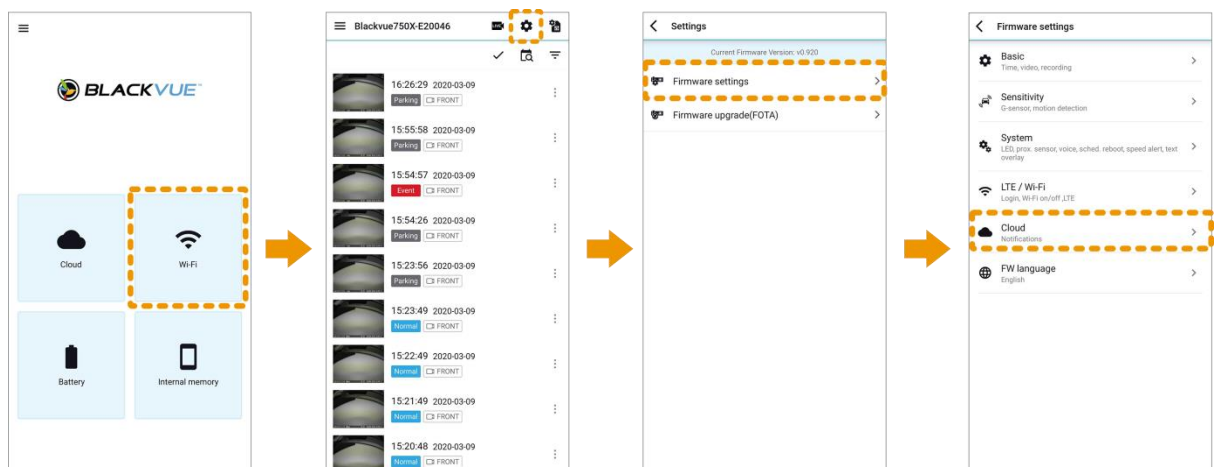 BLACKVUE
Cloud
Wi-Fi
Battery
Internal memory
Blackvue750X-E20046
LIVE
16:26:29 2020-03-09
Parking FRONT
15:55:58 2020-03-09
Parking FRONT
15:54:57 2020-03-09
Event FRONT
15:54:26 2020-03-09
Parking FRONT
15:23:56 2020-03-09
Parking FRONT
15:23:49 2020-03-09
Normal FRONT
15:22:49 2020-03-09
Normal FRONT
15:21:49 2020-03-09
Normal FRONT
15:20:48 2020-03-09
Normal FRONT
Settings
Current Firmware Version: v0.920
Firmware settings
Firmware upgrade(FOTA)
Firmware settings
Basic
Time, video, recording
Sensitivity
G-sensor, motion detection
System
LED, prox. sensor, voice, sched. reboot, speed alert, text
overlay
LTE / Wi-Fi
Login, Wi-Fi on/off ,LTE
Cloud
Notifications
FW language
English